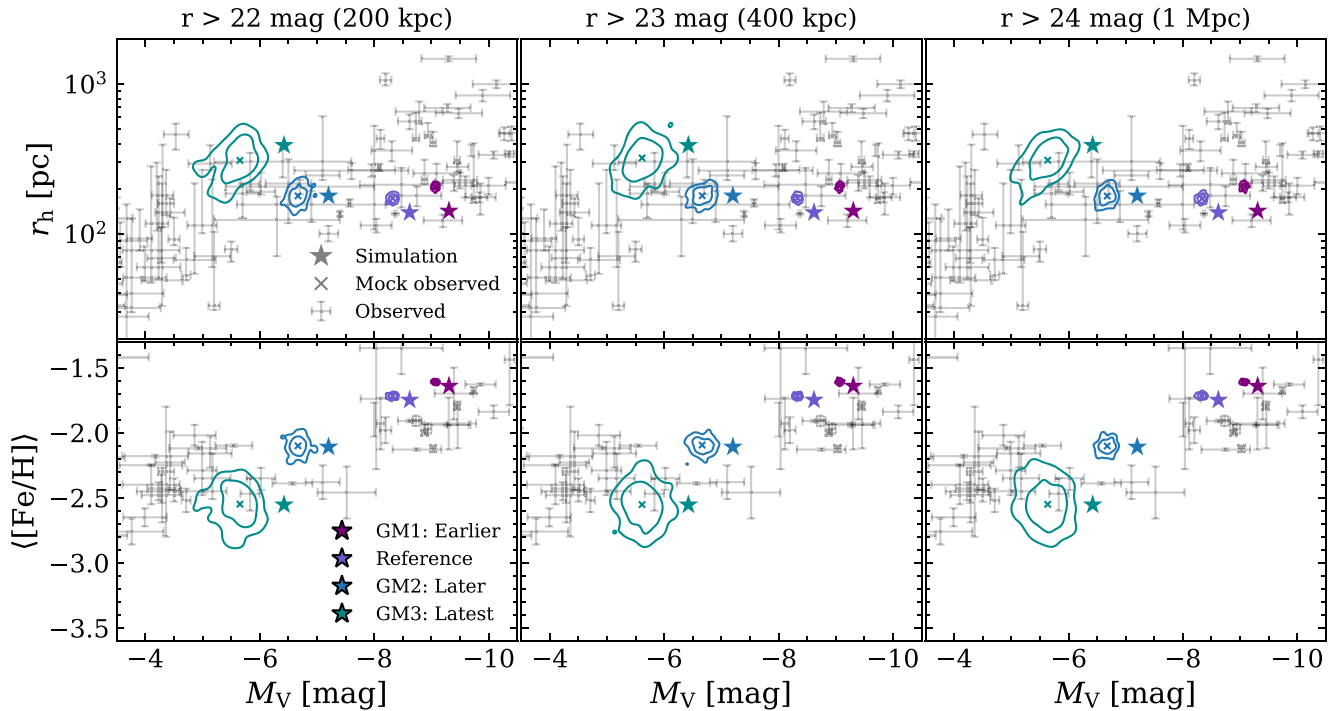 r > 22 mag (200 kpc)
r > 23 mag (400 kpc)
r > 24 mag (1 Mpc)
10³
10²
r_h [pc]
Simulation
Mock observed
Observed
−1.5
−2.0
−2.5
−3.0
−3.5
⟨[Fe/H]⟩
GM1: Earlier
Reference
GM2: Later
GM3: Latest
−4 −6 −8 −10
−4 −6 −8 −10
−4 −6 −8 −10
M_V [mag]
M_V [mag]
M_V [mag]